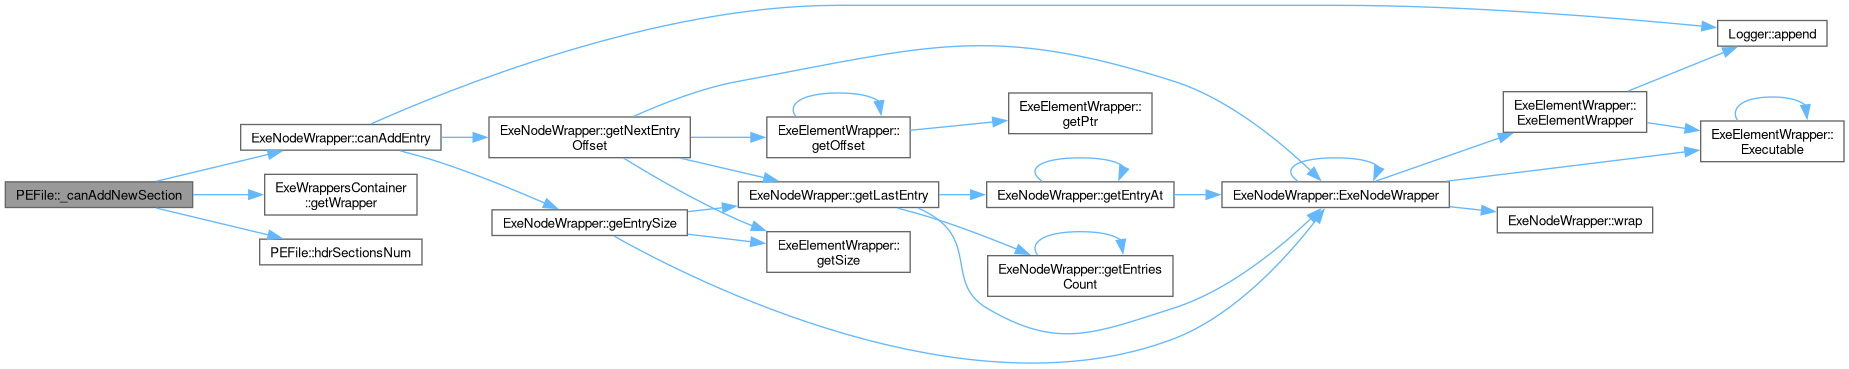 PEFile::_canAddNewSection
ExeNodeWrapper::canAddEntry
ExeWrappersContainer
::getWrapper
PEFile::hdrSectionsNum
ExeNodeWrapper::getNextEntry
Offset
ExeNodeWrapper::geEntrySize
ExeElementWrapper::
getOffset
ExeNodeWrapper::getLastEntry
ExeElementWrapper::
getSize
ExeElementWrapper::
getPtr
ExeNodeWrapper::getEntryAt
ExeNodeWrapper::getEntries
Count
ExeNodeWrapper::ExeNodeWrapper
ExeElementWrapper::
ExeElementWrapper
ExeNodeWrapper::wrap
Logger::append
ExeElementWrapper::
Executable